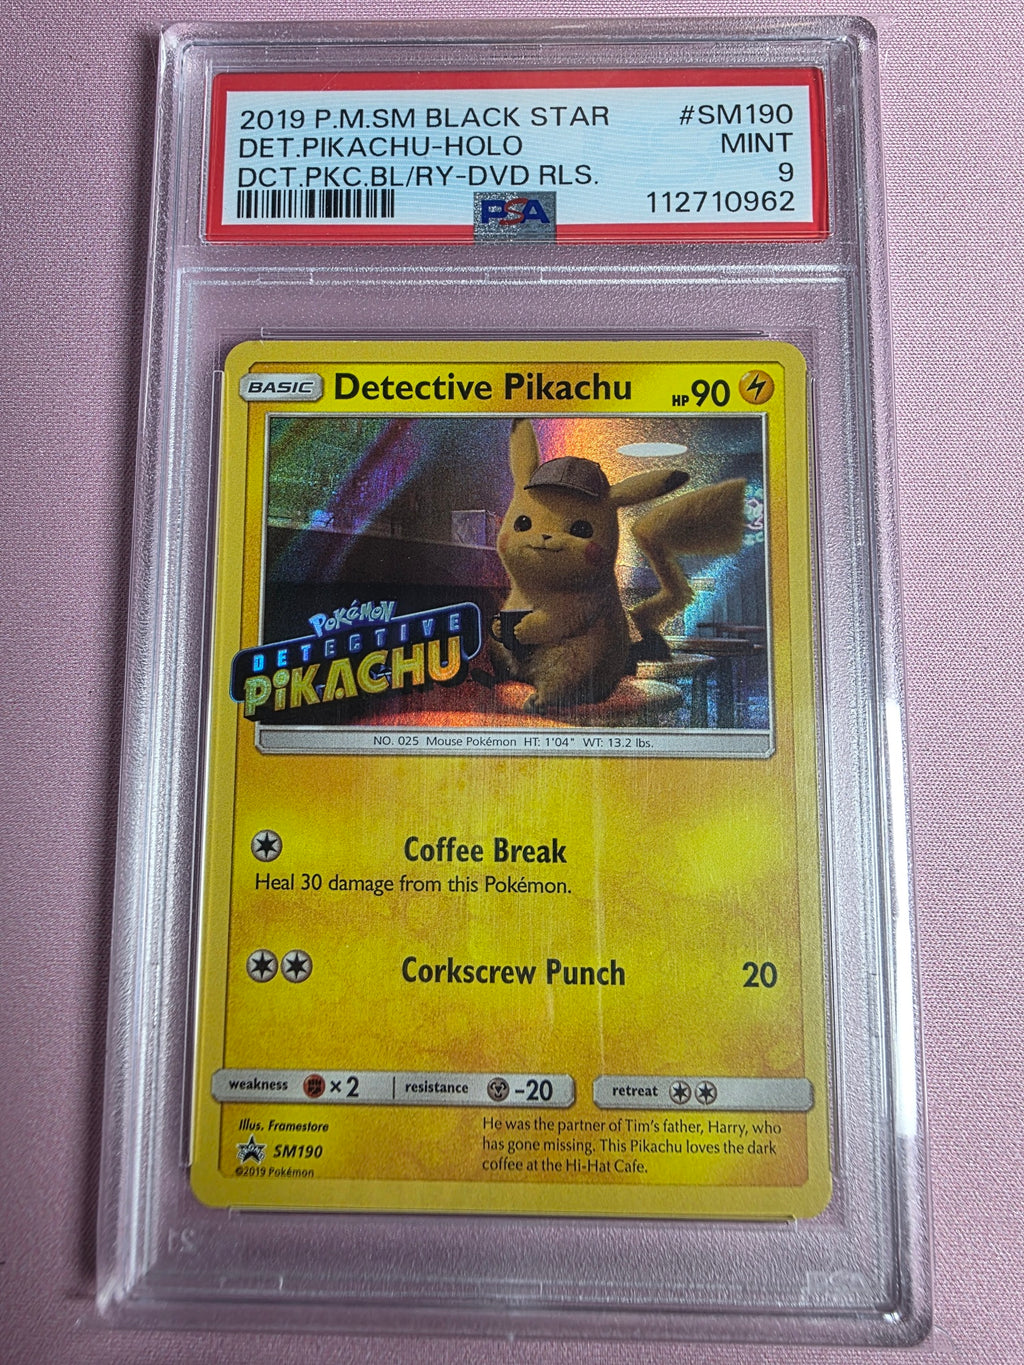 2019 P.M.SM BLACK STAR #SM190
DET.PIKACHU-HOLO MINT
DCT.PKC.BL/RY-DVD RLS. 9
PSA 112710962
BASIC Detective Pikachu HP 90
POKéMON
DETECTIVE
PiKACHU
NO. 025 Mouse Pokémon HT: 1'04" WT: 13.2 lbs.
Coffee Break
Heal 30 damage from this Pokémon.
Corkscrew Punch 20
weakness ×2 resistance -20 retreat
Illus. Framestore
SM190
©2019 Pokémon
He was the partner of Tim's father, Harry, who
has gone missing. This Pikachu loves the dark
coffee at the Hi-Hat Cafe.